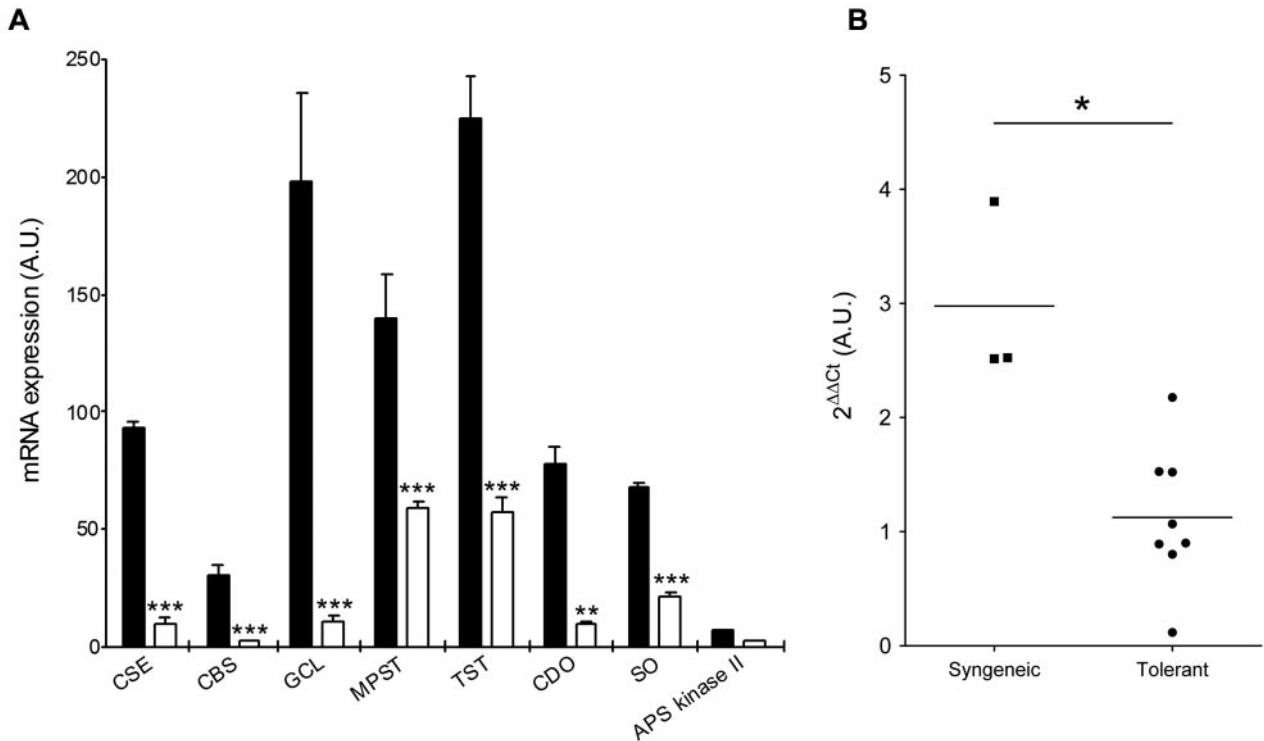 A
mRNA expression (A.U.)
250
200
150
100
50
0
***
***
***
***
***
**
***
CSE
CBS
GCL
MPST
TST
CDO
SO
APS kinase II
B
2^ΔΔCt (A.U.)
5
4
3
2
1
0
*
Syngeneic
Tolerant